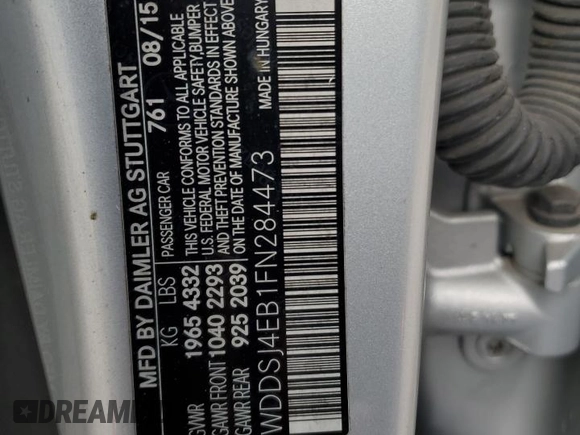 MFD BY DAIMLER AG STUTTGART
761 08/15
KG LBS PASSENGER CAR
GVWR 1965 4332
GAWR FRONT 1040 2293
GAWR REAR 925 2039
THIS VEHICLE CONFORMS TO ALL APPLICABLE
U.S. FEDERAL MOTOR VEHICLE SAFETY, BUMPER
AND THEFT PREVENTION STANDARDS IN EFFECT
ON THE DATE OF MANUFACTURE SHOWN ABOVE
MADE IN HUNGARY
WDDSJ4EB1FN284473